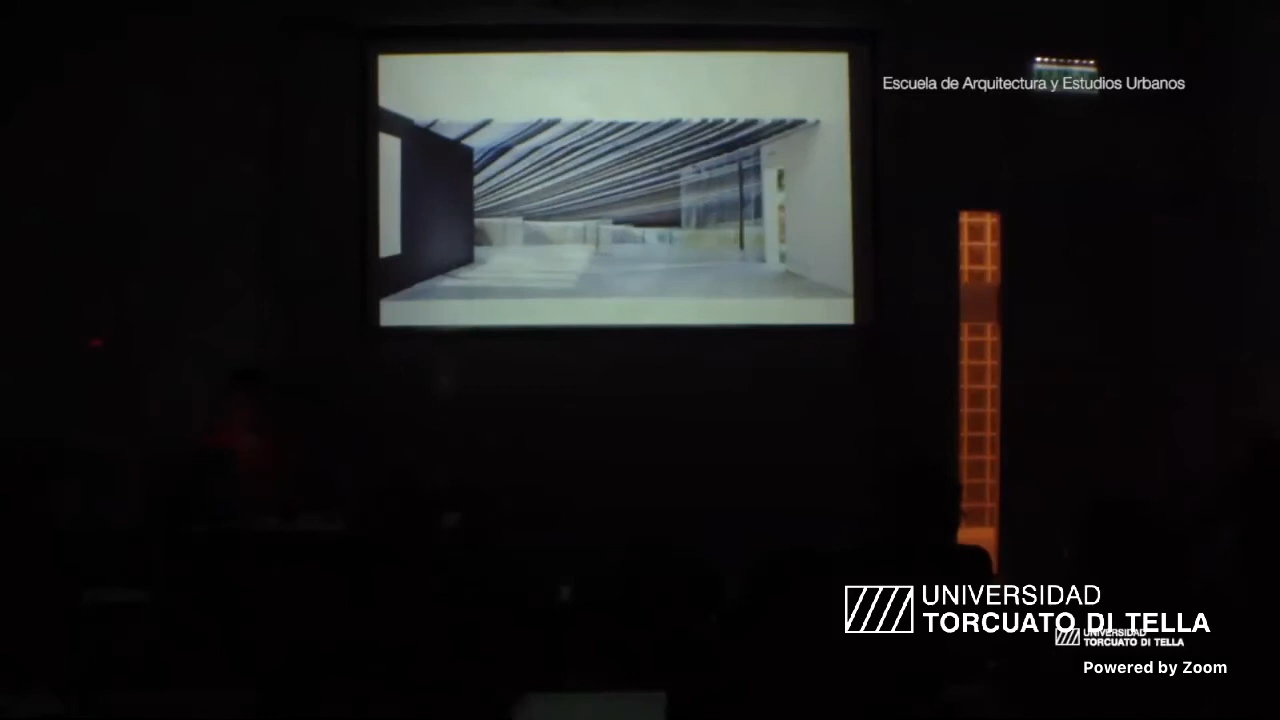 Escuela de Arquitectura y Estudios Urbanos
UNIVERSIDAD
TORCUATO DI TELLA
UNIVERSIDAD
TORCUATO DI TELLA
Powered by Zoom